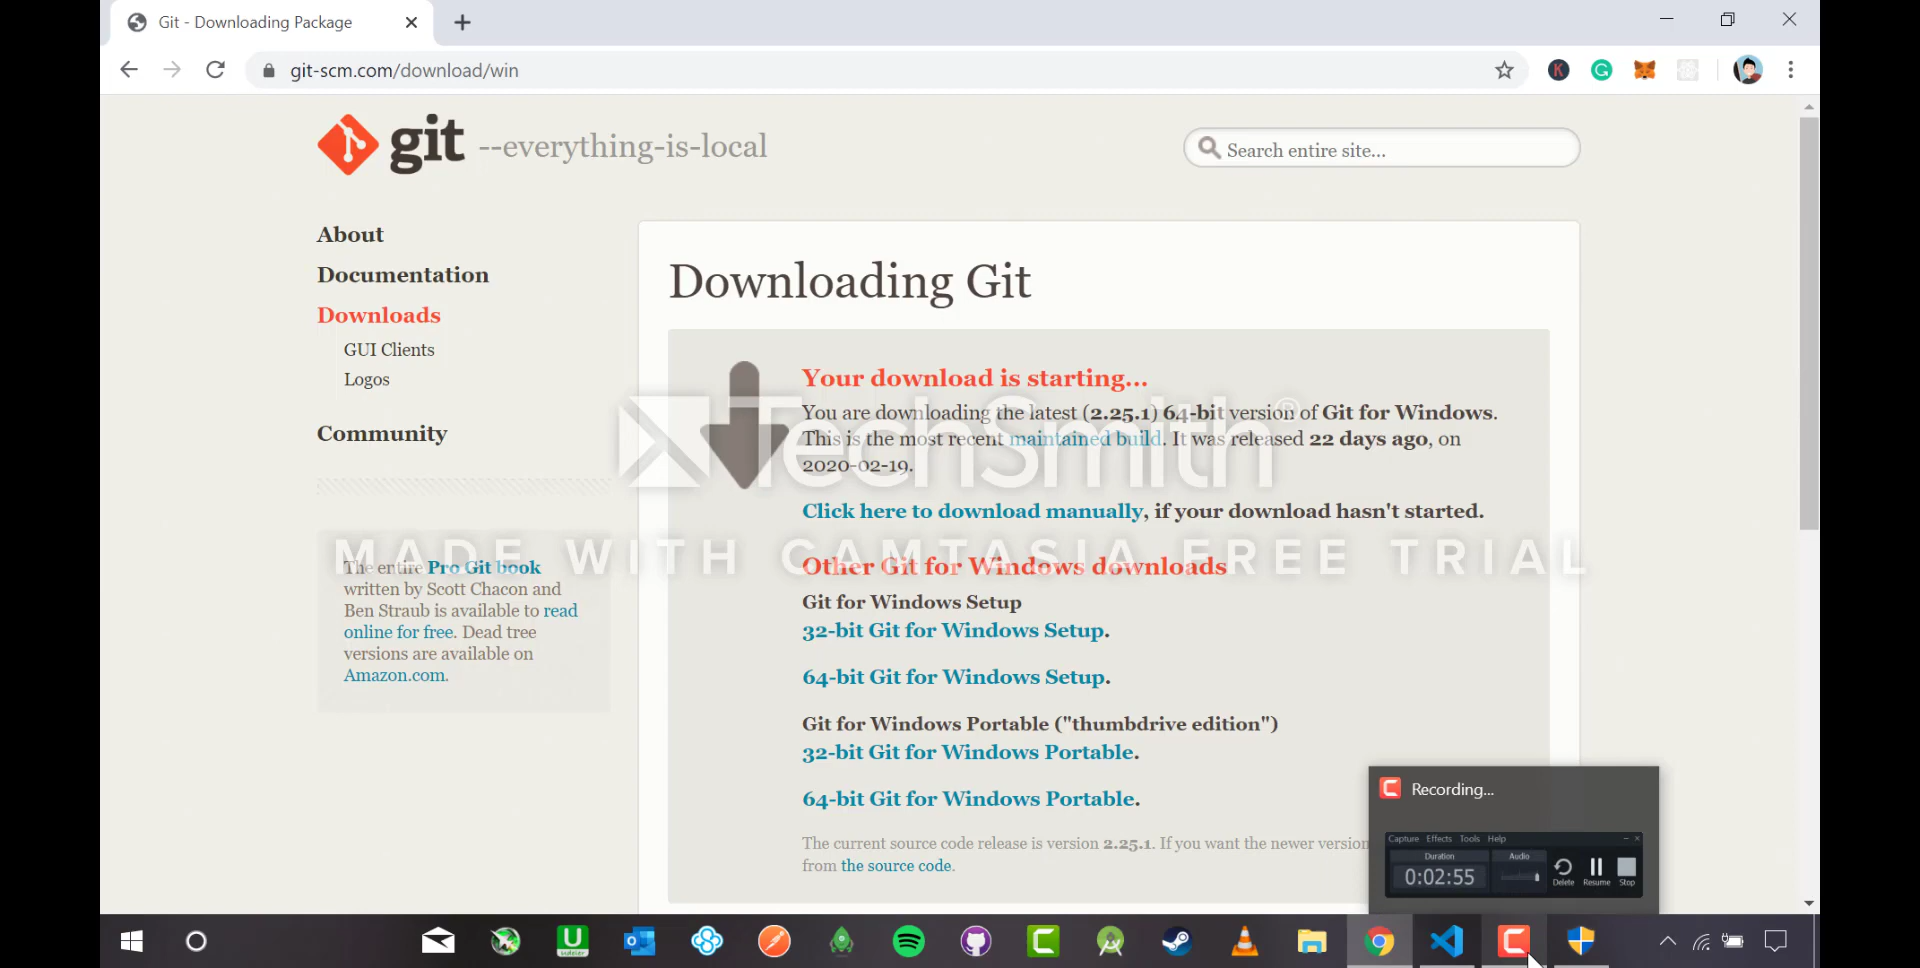 Git - Downloading Package
git-scm.com/download/win
git --everything-is-local
Search entire site...
About
Documentation
Downloads
GUI Clients
Logos
Community
The entire Pro Git book
written by Scott Chacon and
Ben Straub is available to read
online for free. Dead tree
versions are available on
Amazon.com.
Downloading Git
Your download is starting...
You are downloading the latest (2.25.1) 64-bit version of Git for Windows.
This is the most recent maintained build. It was released 22 days ago, on
2020-02-19.
Click here to download manually, if your download hasn't started.
Other Git for Windows downloads
Git for Windows Setup
32-bit Git for Windows Setup.
64-bit Git for Windows Setup.
Git for Windows Portable ("thumbdrive edition")
32-bit Git for Windows Portable.
64-bit Git for Windows Portable.
The current source code release is version 2.25.1. If you want the newer version
from the source code.
TechSmith®
MADE WITH CAMTASIA FREE TRIAL
Recording...
Capture Effects Tools Help
Duration Audio
0:02:55
Delete Resume Stop